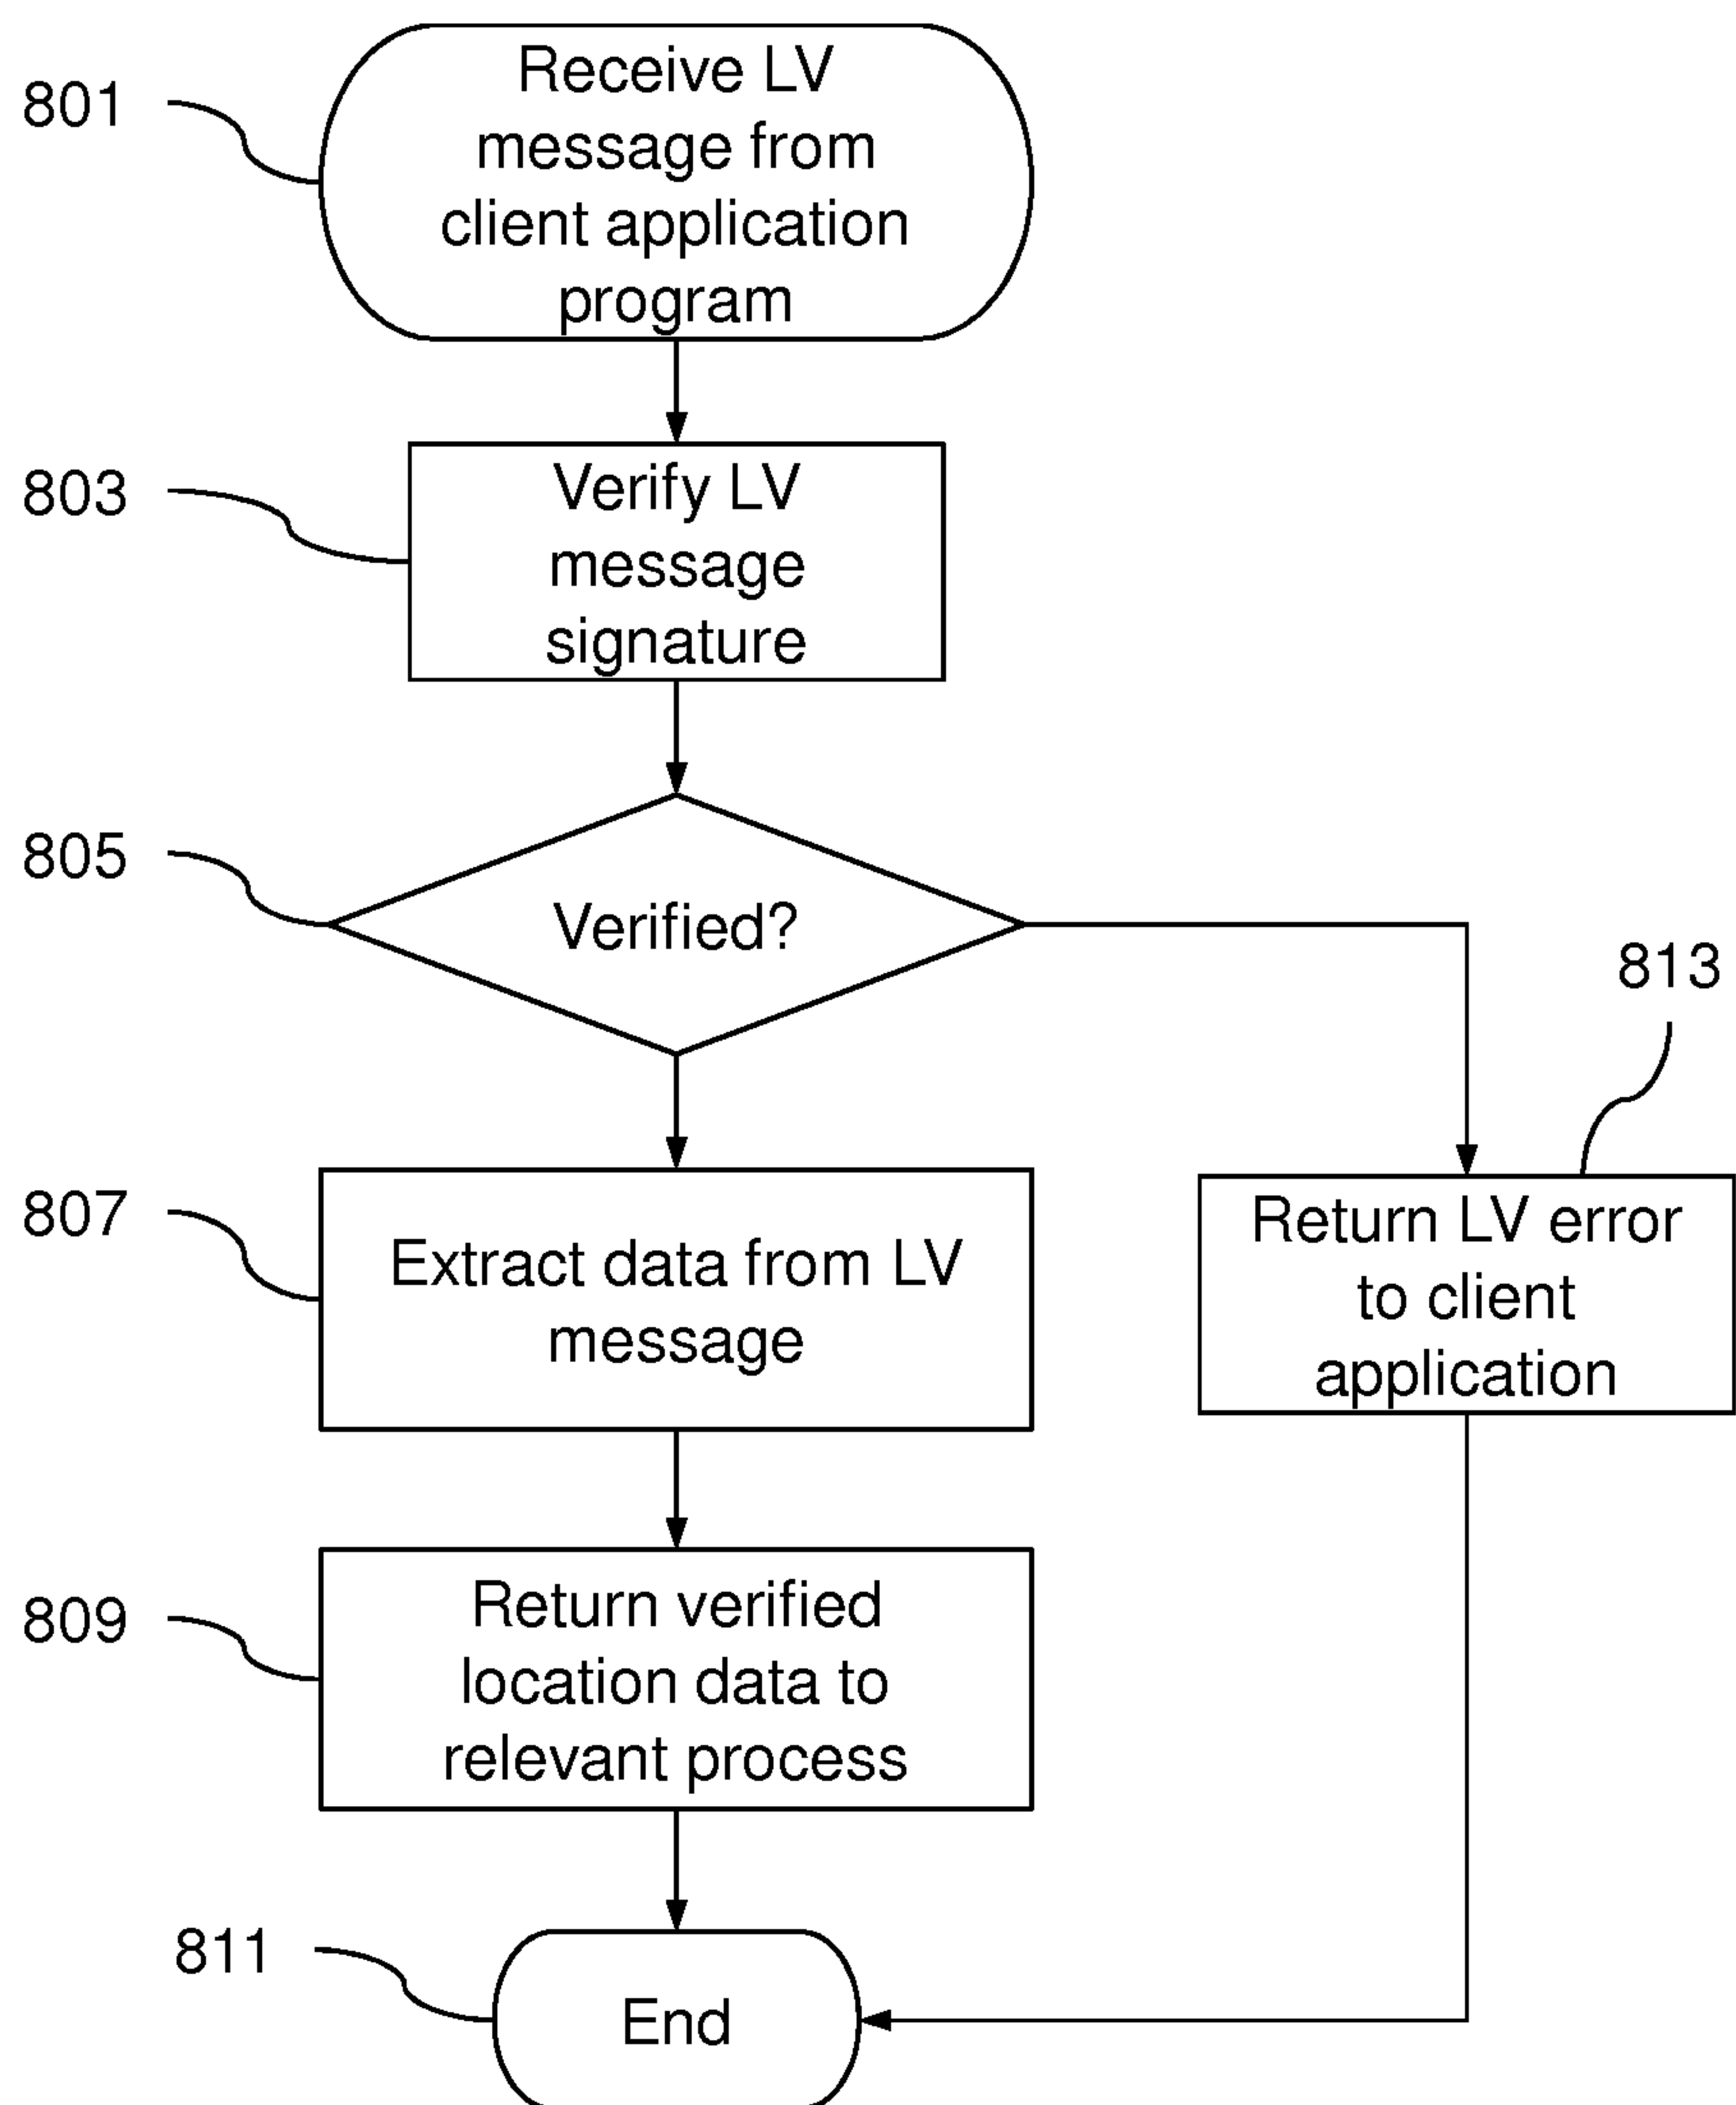 801
Receive LV
message from
client application
program
803
Verify LV
message
signature
805
Verified?
813
807
Extract data from LV
message
Return LV error
to client
application
809
Return verified
location data to
relevant process
811
End